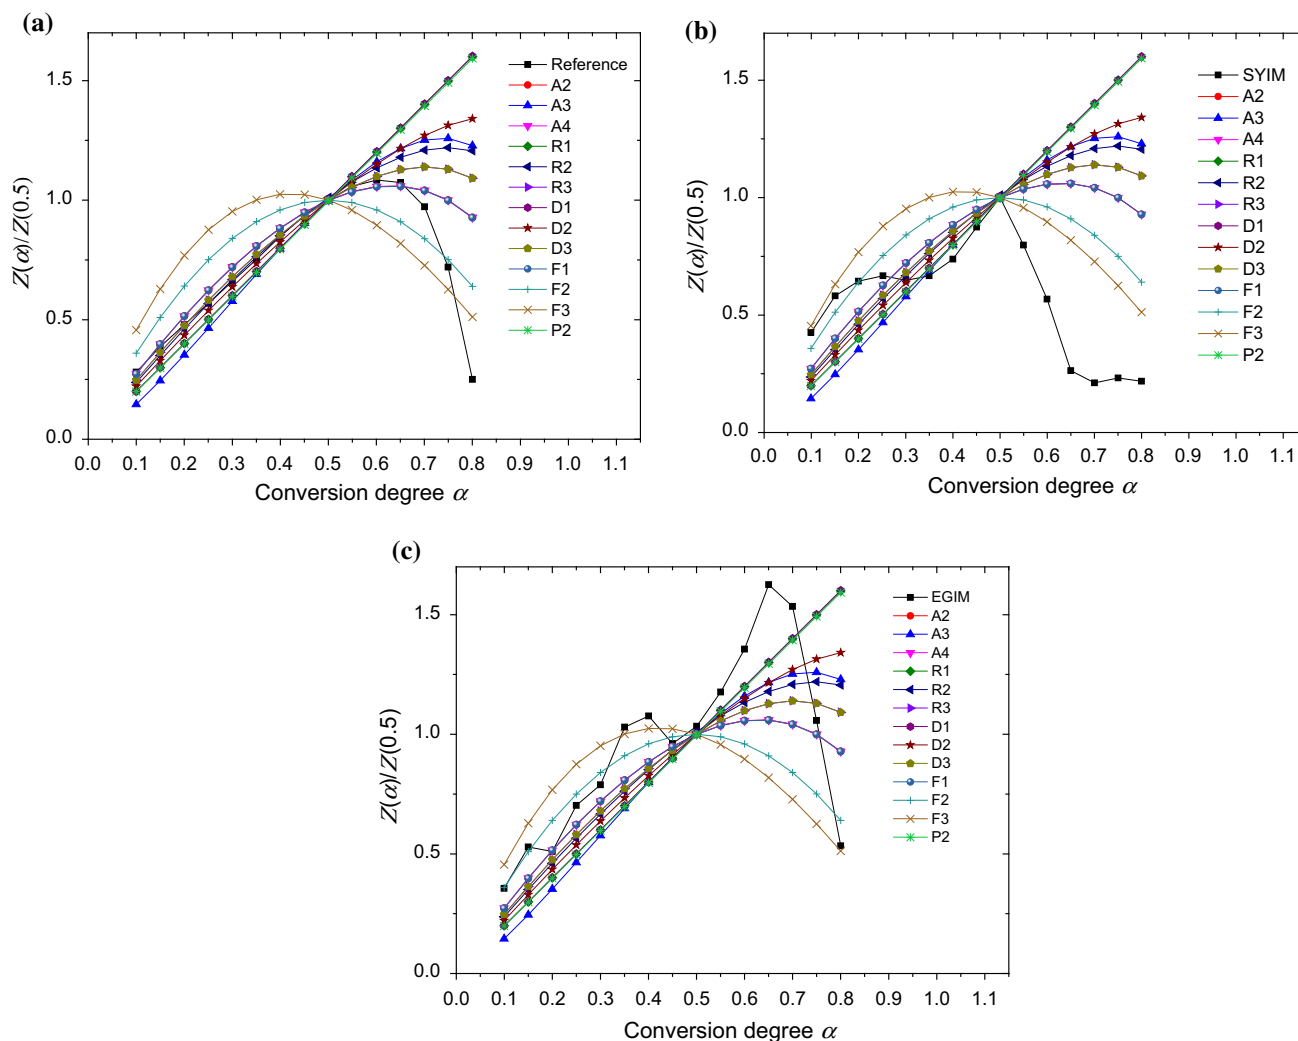 (a)
Z(α)/Z(0.5)
1.5
1.0
0.5
0.0
0.0 0.1 0.2 0.3 0.4 0.5 0.6 0.7 0.8 0.9 1.0 1.1
Conversion degree α
Reference
A2
A3
A4
R1
R2
R3
D1
D2
D3
F1
F2
F3
P2
(b)
Z(α)/Z(0.5)
1.5
1.0
0.5
0.0
0.0 0.1 0.2 0.3 0.4 0.5 0.6 0.7 0.8 0.9 1.0 1.1
Conversion degree α
SYIM
A2
A3
A4
R1
R2
R3
D1
D2
D3
F1
F2
F3
P2
(c)
Z(α)/Z(0.5)
1.5
1.0
0.5
0.0
0.0 0.1 0.2 0.3 0.4 0.5 0.6 0.7 0.8 0.9 1.0 1.1
Conversion degree α
EGIM
A2
A3
A4
R1
R2
R3
D1
D2
D3
F1
F2
F3
P2